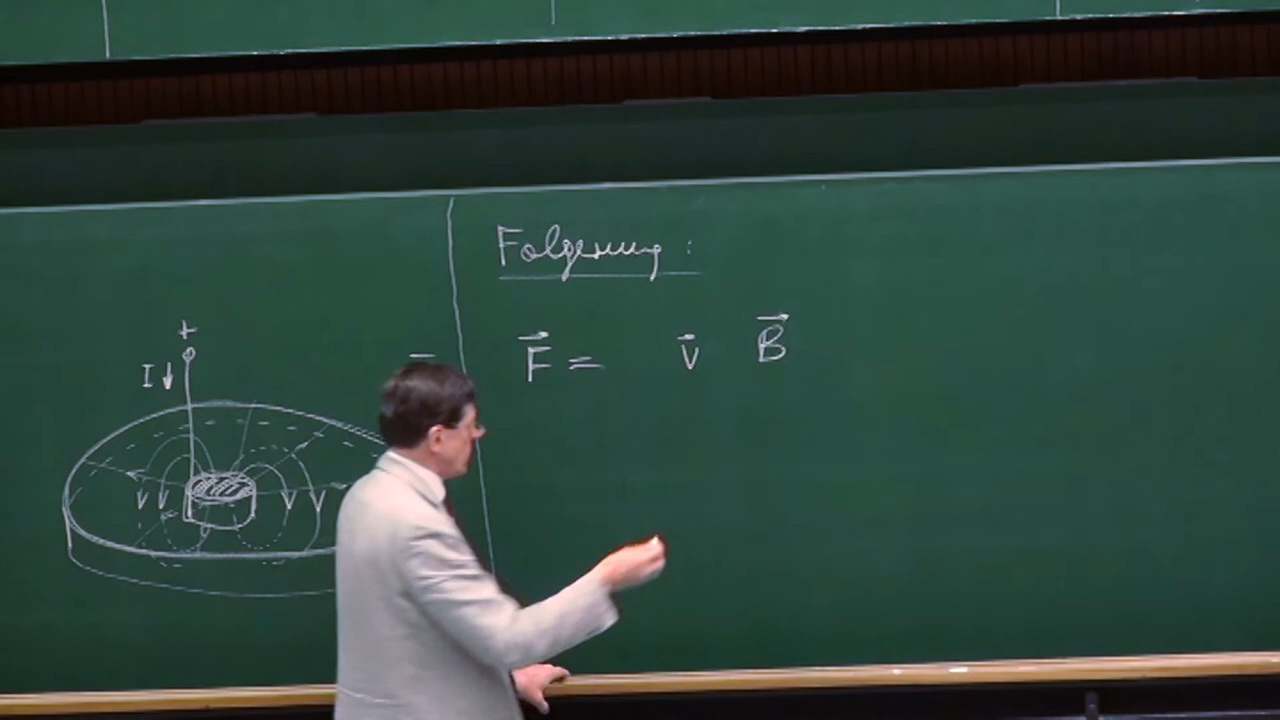 Folgerung :
F⃗ = v⃗ B⃗
+
I↓
−